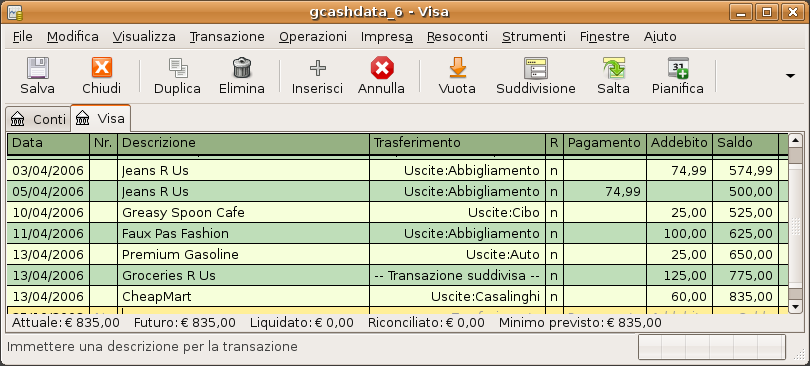 gcashdata_6 - Visa
File Modifica Visualizza Transazione Operazioni Impresa Resoconti Strumenti Finestre Aiuto
Salva Chiudi Duplica Elimina Inserisci Annulla Vuota Suddivisione Salta Pianifica
Conti Visa
Data Nr. Descrizione Trasferimento R Pagamento Addebito Saldo
03/04/2006 Jeans R Us Uscite:Abbigliamento n 74,99 574,99
05/04/2006 Jeans R Us Uscite:Abbigliamento n 74,99 500,00
10/04/2006 Greasy Spoon Cafe Uscite:Cibo n 25,00 525,00
11/04/2006 Faux Pas Fashion Uscite:Abbigliamento n 100,00 625,00
13/04/2006 Premium Gasoline Uscite:Auto n 25,00 650,00
13/04/2006 Groceries R Us -- Transazione suddivisa -- n 125,00 775,00
13/04/2006 CheapMart Uscite:Casalinghi n 60,00 835,00
Attuale: € 835,00 Futuro: € 835,00 Liquidato: € 0,00 Riconciliato: € 0,00 Minimo previsto: € 835,00
Immettere una descrizione per la transazione